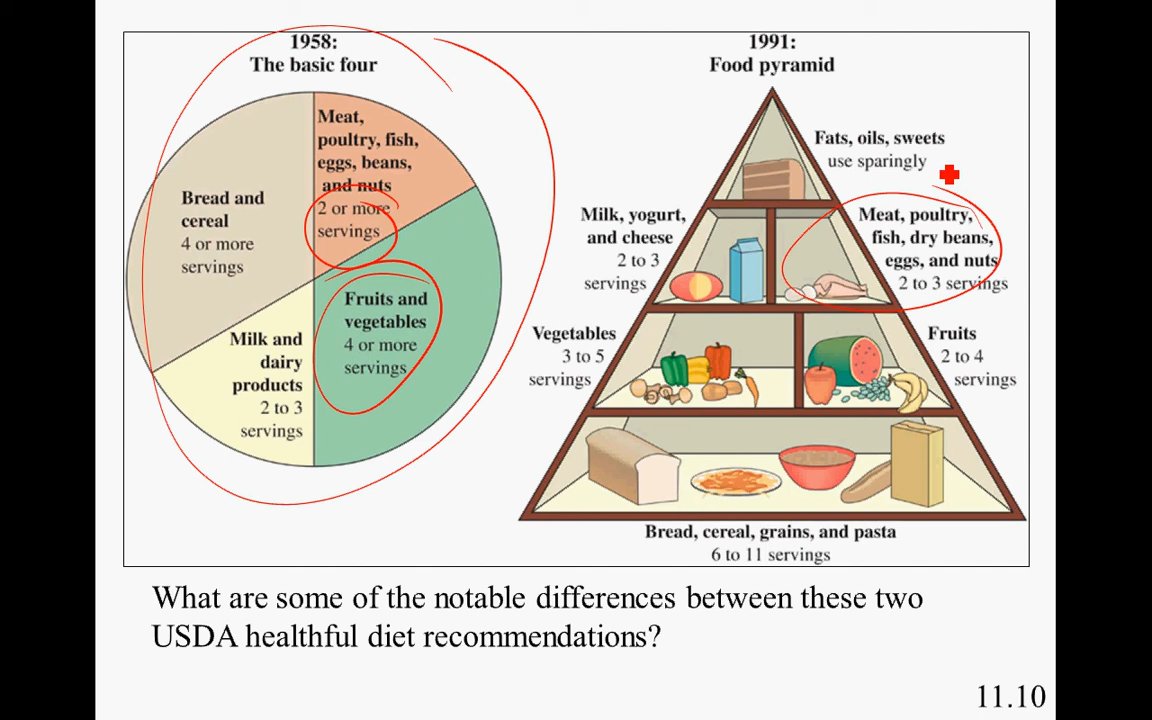 1958:
The basic four
Meat,
poultry, fish,
eggs, beans,
and nuts
2 or more
servings
Bread and
cereal
4 or more
servings
Fruits and
vegetables
4 or more
servings
Milk and
dairy
products
2 to 3
servings
1991:
Food pyramid
Fats, oils, sweets
use sparingly
Milk, yogurt,
and cheese
2 to 3
servings
Meat, poultry,
fish, dry beans,
eggs, and nuts
2 to 3 servings
Vegetables
3 to 5
servings
Fruits
2 to 4
servings
Bread, cereal, grains, and pasta
6 to 11 servings
What are some of the notable differences between these two
USDA healthful diet recommendations?
11.10